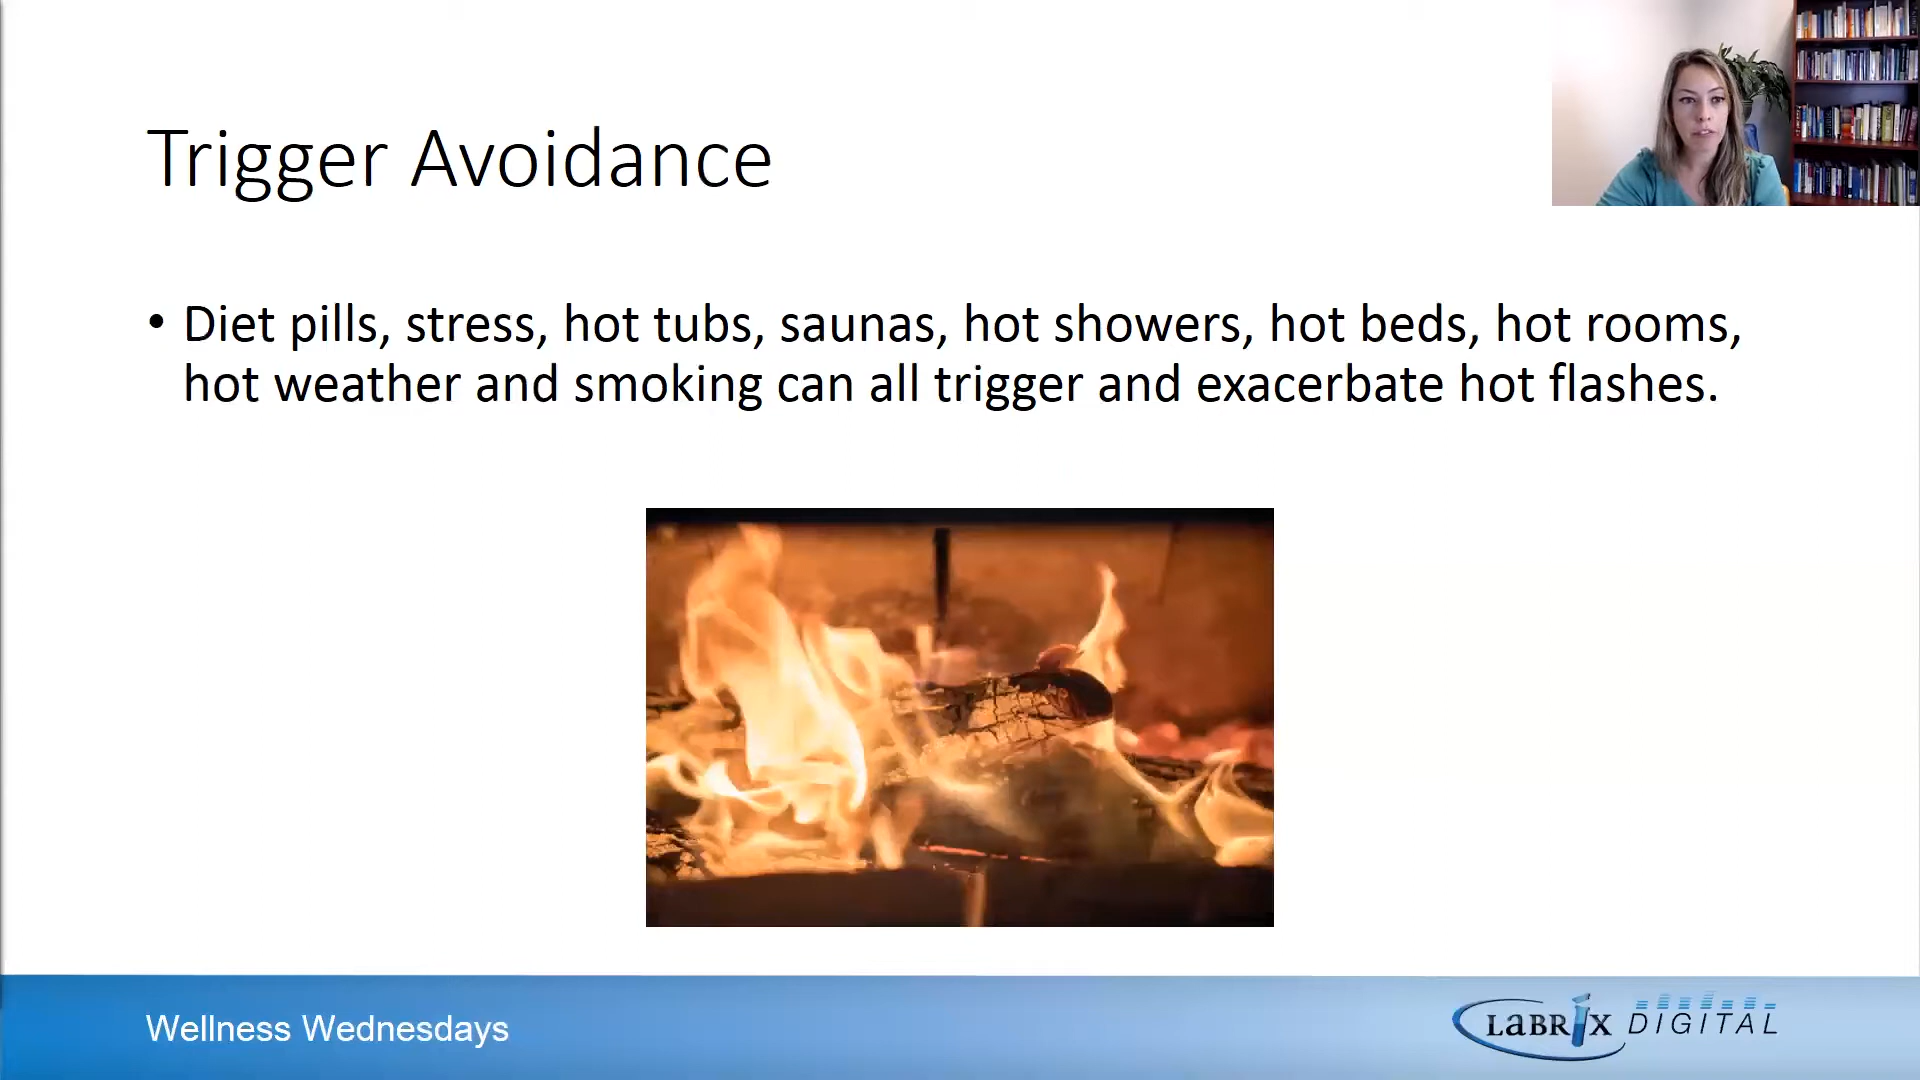 Trigger Avoidance
• Diet pills, stress, hot tubs, saunas, hot showers, hot beds, hot rooms,
hot weather and smoking can all trigger and exacerbate hot flashes.
Wellness Wednesdays
LABRIX DIGITAL